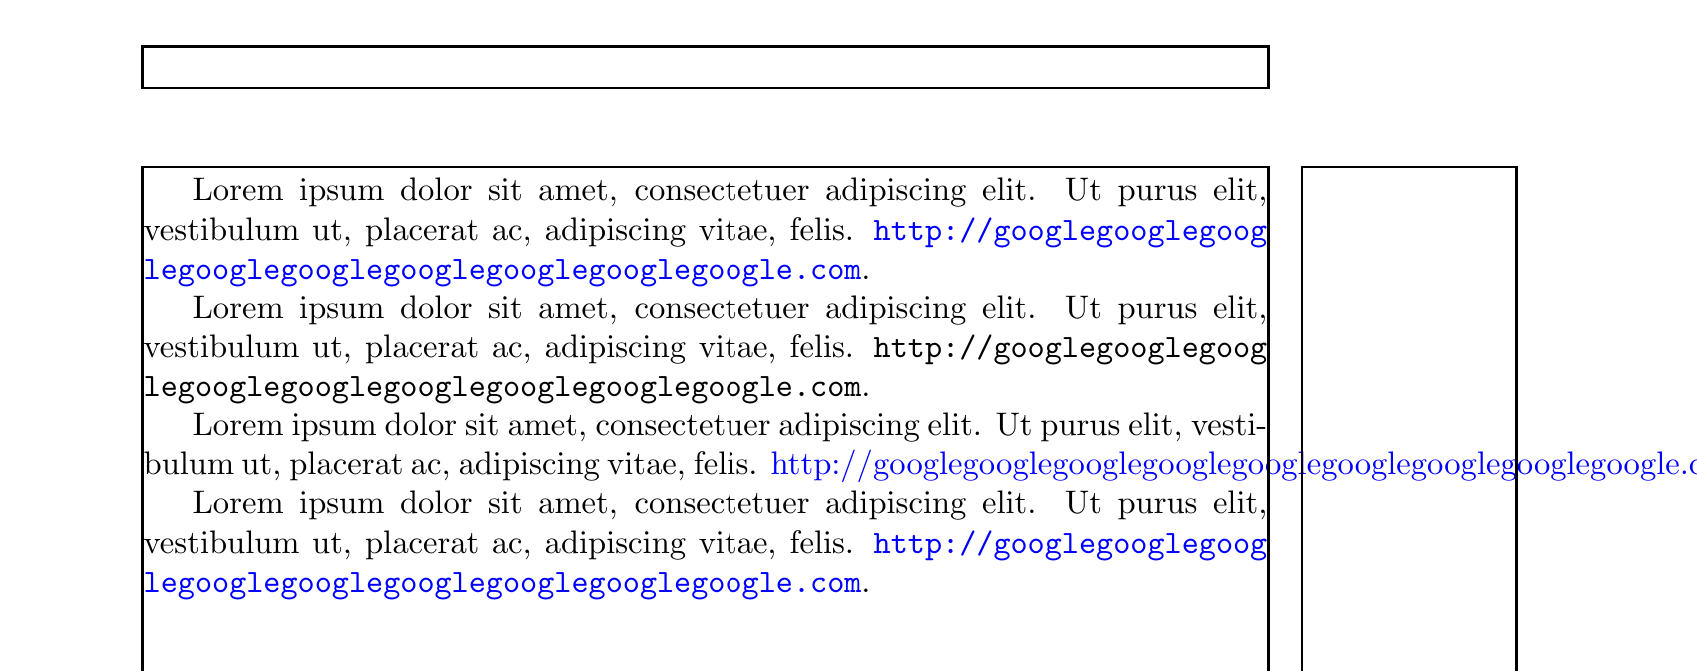 Lorem ipsum dolor sit amet, consectetuer adipiscing elit. Ut purus elit,
vestibulum ut, placerat ac, adipiscing vitae, felis. http://googlegooglegoog
legooglegooglegooglegooglegooglegoogle.com.
Lorem ipsum dolor sit amet, consectetuer adipiscing elit. Ut purus elit,
vestibulum ut, placerat ac, adipiscing vitae, felis. http://googlegooglegoog
legooglegooglegooglegooglegooglegoogle.com.
Lorem ipsum dolor sit amet, consectetuer adipiscing elit. Ut purus elit, vesti-
bulum ut, placerat ac, adipiscing vitae, felis. http://googlegooglegooglegooglegooglegooglegooglegooglegoogle.c
Lorem ipsum dolor sit amet, consectetuer adipiscing elit. Ut purus elit,
vestibulum ut, placerat ac, adipiscing vitae, felis. http://googlegooglegoog
legooglegooglegooglegooglegooglegoogle.com.